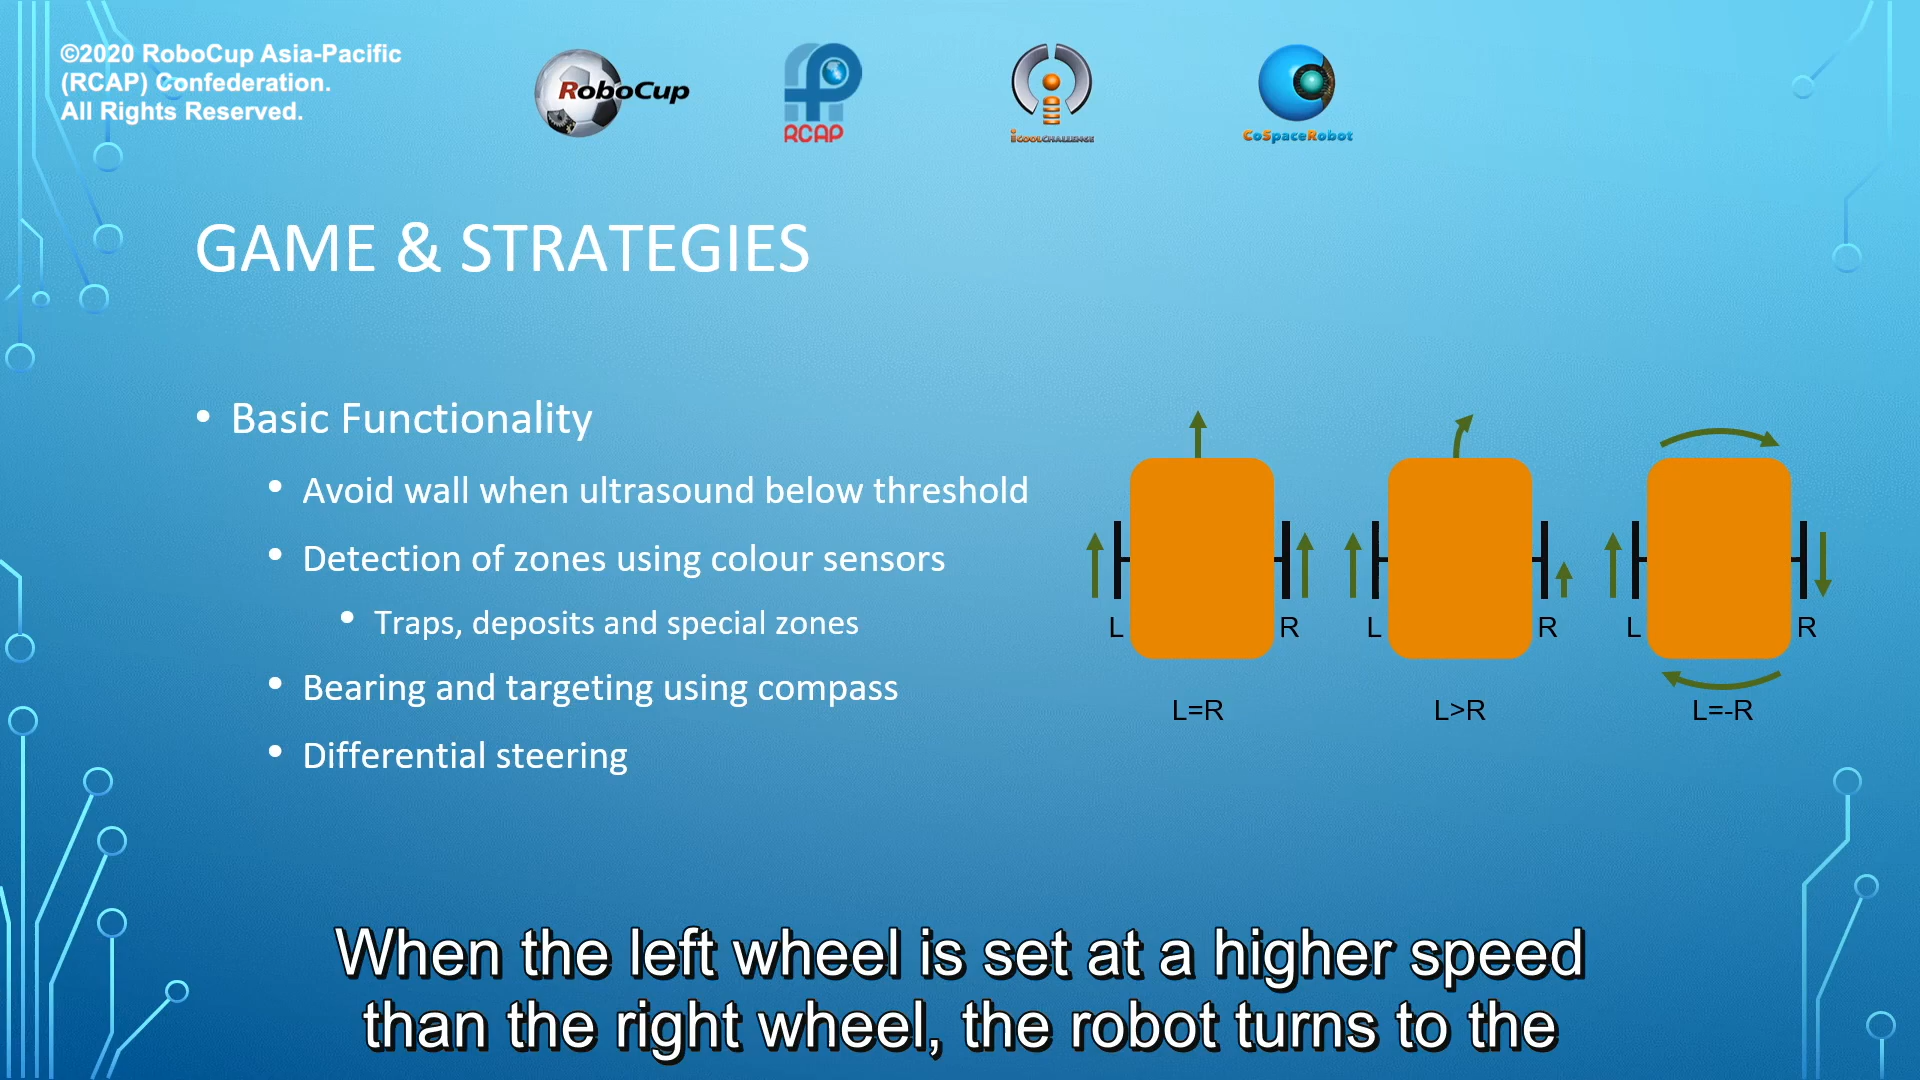 ©2020 RoboCup Asia-Pacific
(RCAP) Confederation.
All Rights Reserved.
RoboCup
RCAP
iCOOLCHALLENGE
CoSpaceRobot
GAME & STRATEGIES
• Basic Functionality
• Avoid wall when ultrasound below threshold
• Detection of zones using colour sensors
• Traps, deposits and special zones
• Bearing and targeting using compass
• Differential steering
L R L R L R
L=R L>R L=-R
When the left wheel is set at a higher speed
than the right wheel, the robot turns to the